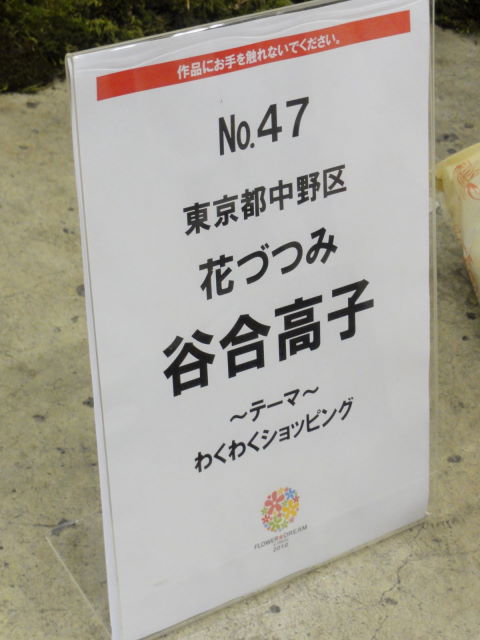 作品にお手を触れないでください。
No.47
東京都中野区
花づつみ
谷合高子
～テーマ～
わくわくショッピング
FLOWER DREAM